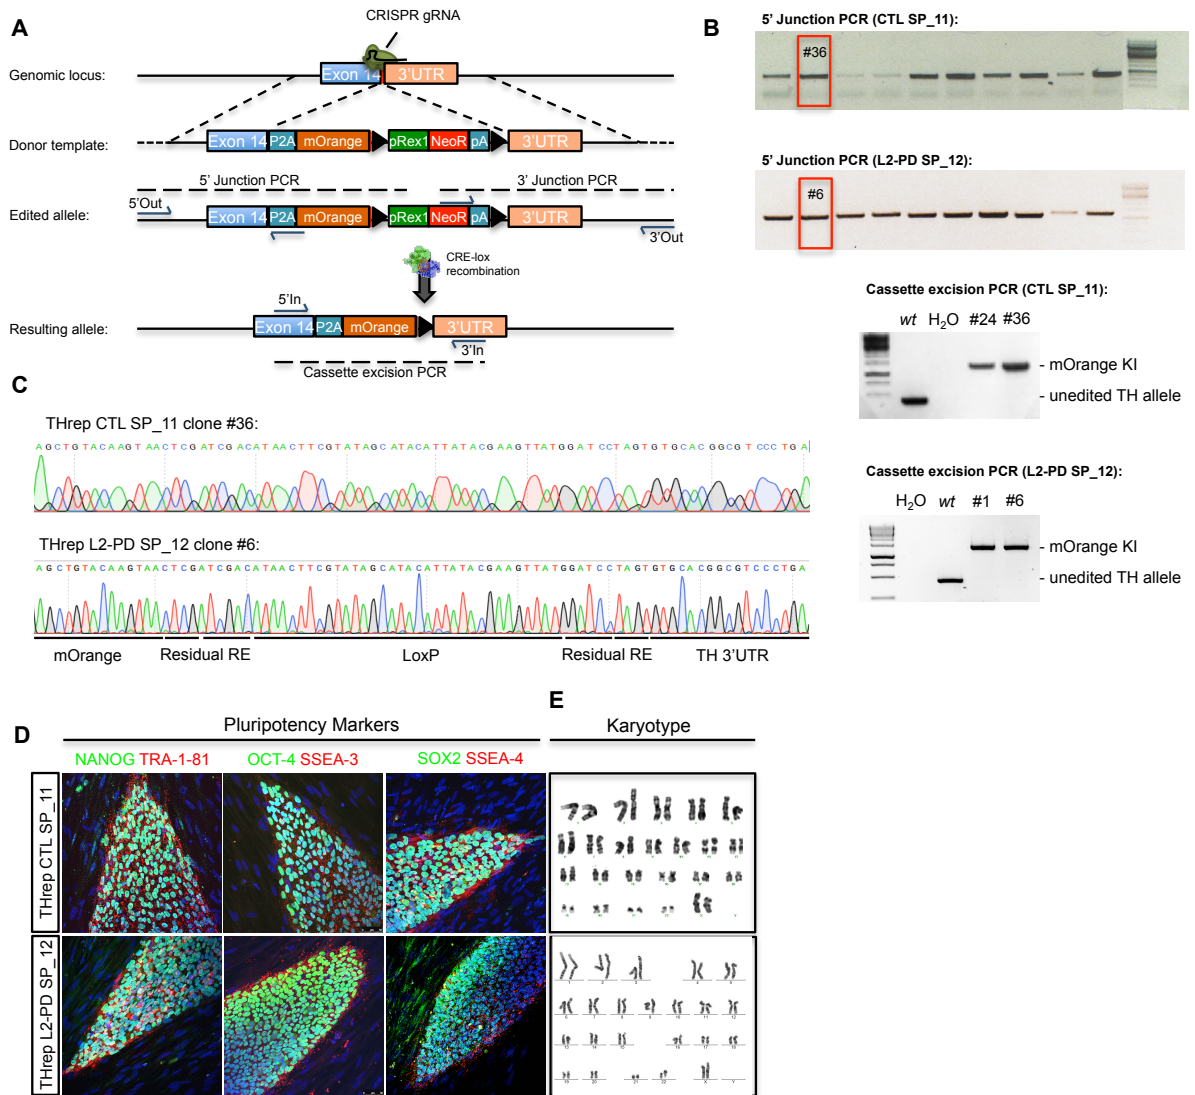 A
CRISPR gRNA
Genomic locus:
Exon 14
3'UTR
Donor template:
Exon 14 P2A mOrange pRex1 NeoR pA 3'UTR
5' Junction PCR
3' Junction PCR
5'Out
Edited allele:
Exon 14 P2A mOrange pRex1 NeoR pA 3'UTR
3'Out
CRE-lox
recombination
5'In
Resulting allele:
Exon 14 P2A mOrange 3'UTR
3'In
Cassette excision PCR
B
5' Junction PCR (CTL SP_11):
#36
5' Junction PCR (L2-PD SP_12):
#6
Cassette excision PCR (CTL SP_11):
wt H2O #24 #36
- mOrange KI
- unedited TH allele
Cassette excision PCR (L2-PD SP_12):
H2O wt #1 #6
- mOrange KI
- unedited TH allele
C
THrep CTL SP_11 clone #36:
AGCTGTACAAGTAACTCGATCGACATAACTTCGTATAGCATACATTATACGAAGTTATGGATCCTAGTGTGCACGGCGTCCCTGA
THrep L2-PD SP_12 clone #6:
AGCTGTACAAGTAACTCGATCGACATAACTTCGTATAGCATACATTATACGAAGTTATGGATCCTAGTGTGCACGGCGTCCCTGA
mOrange Residual RE LoxP Residual RE TH 3'UTR
D
Pluripotency Markers
NANOG TRA-1-81 OCT-4 SSEA-3 SOX2 SSEA-4
THrep CTL SP_11
THrep L2-PD SP_12
E
Karyotype